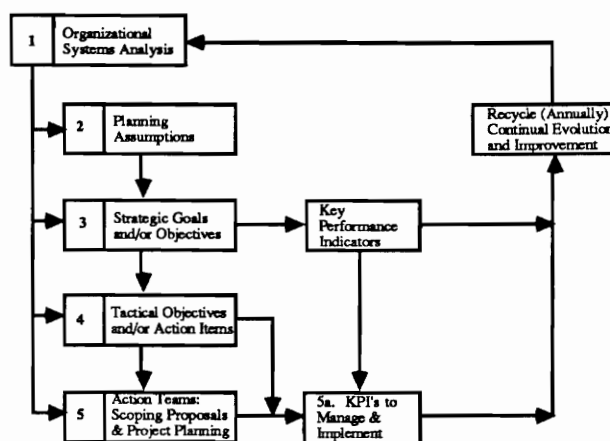 1
Organizational
Systems Analysis
2
Planning
Assumptions
Recycle (Annually)
Continual Evolution
and Improvement
3
Strategic Goals
and/or Objectives
Key
Performance
Indicators
4
Tactical Objectives
and/or Action Items
5
Action Teams:
Scoping Proposals
& Project Planning
5a. KPI's to
Manage &
Implement